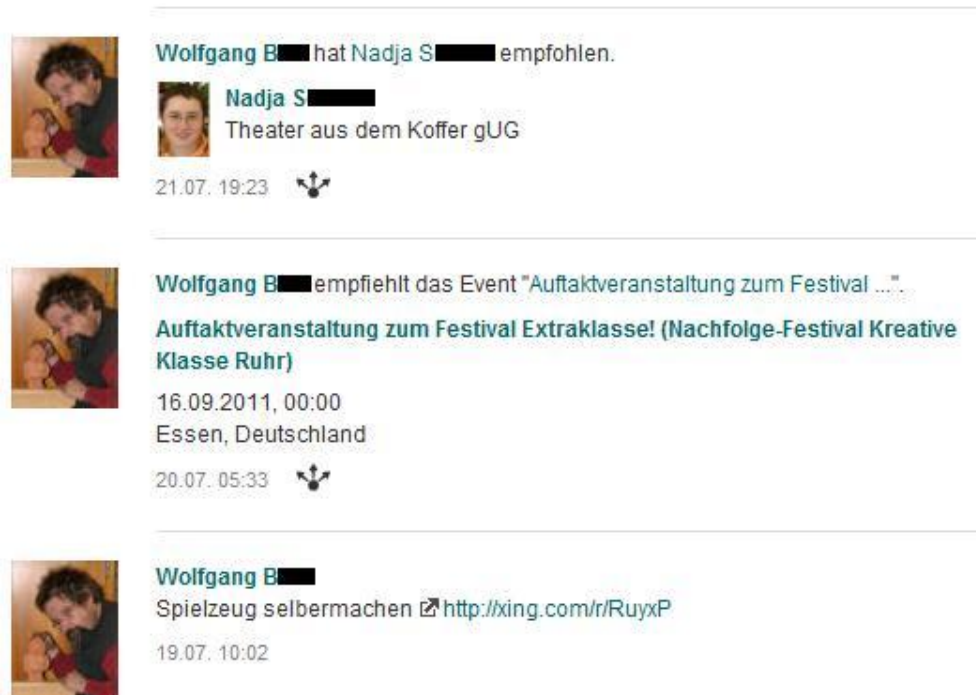 Wolfgang B hat Nadja S empfohlen.
Nadja S
Theater aus dem Koffer gUG
21.07. 19:23
Wolfgang B empfiehlt das Event "Auftaktveranstaltung zum Festival ...".
Auftaktveranstaltung zum Festival Extraklasse! (Nachfolge-Festival Kreative
Klasse Ruhr)
16.09.2011, 00:00
Essen, Deutschland
20.07. 05:33
Wolfgang B
Spielzeug selbermachen http://xing.com/r/RuyxP
19.07. 10:02